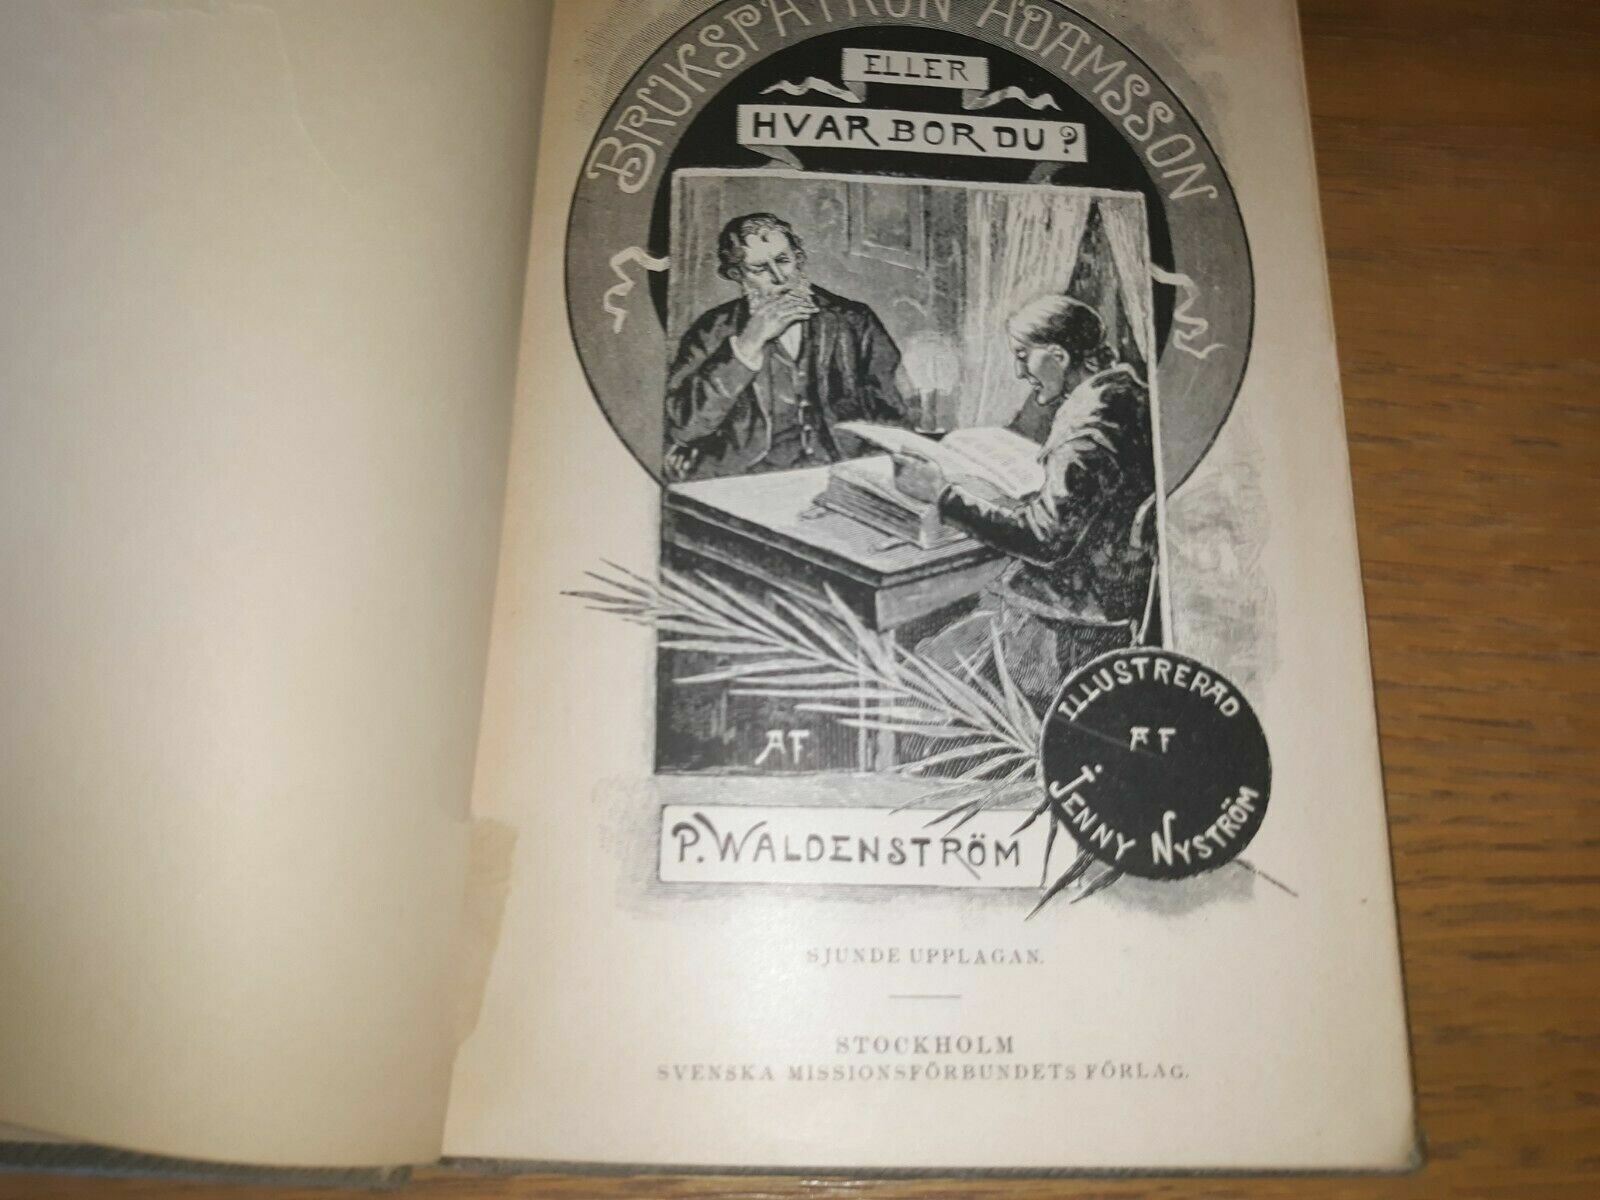 BRUKSPATRON ADAMSSON
ELLER
HVAR BOR DU?
AF
P. WALDENSTRÖM
ILLUSTRERAD
AF
JENNY NYSTRÖM
SJUNDE UPPLAGAN.
STOCKHOLM
SVENSKA MISSIONSFÖRBUNDETS FÖRLAG.